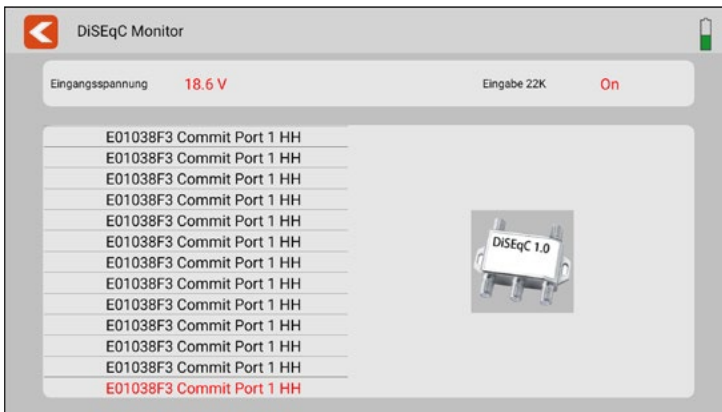 DiSEqC Monitor
Eingangsspannung 18.6 V Eingabe 22K On
E01038F3 Commit Port 1 HH
E01038F3 Commit Port 1 HH
E01038F3 Commit Port 1 HH
E01038F3 Commit Port 1 HH
E01038F3 Commit Port 1 HH
E01038F3 Commit Port 1 HH
E01038F3 Commit Port 1 HH
E01038F3 Commit Port 1 HH
E01038F3 Commit Port 1 HH
E01038F3 Commit Port 1 HH
E01038F3 Commit Port 1 HH
E01038F3 Commit Port 1 HH
E01038F3 Commit Port 1 HH
DiSEqC 1.0